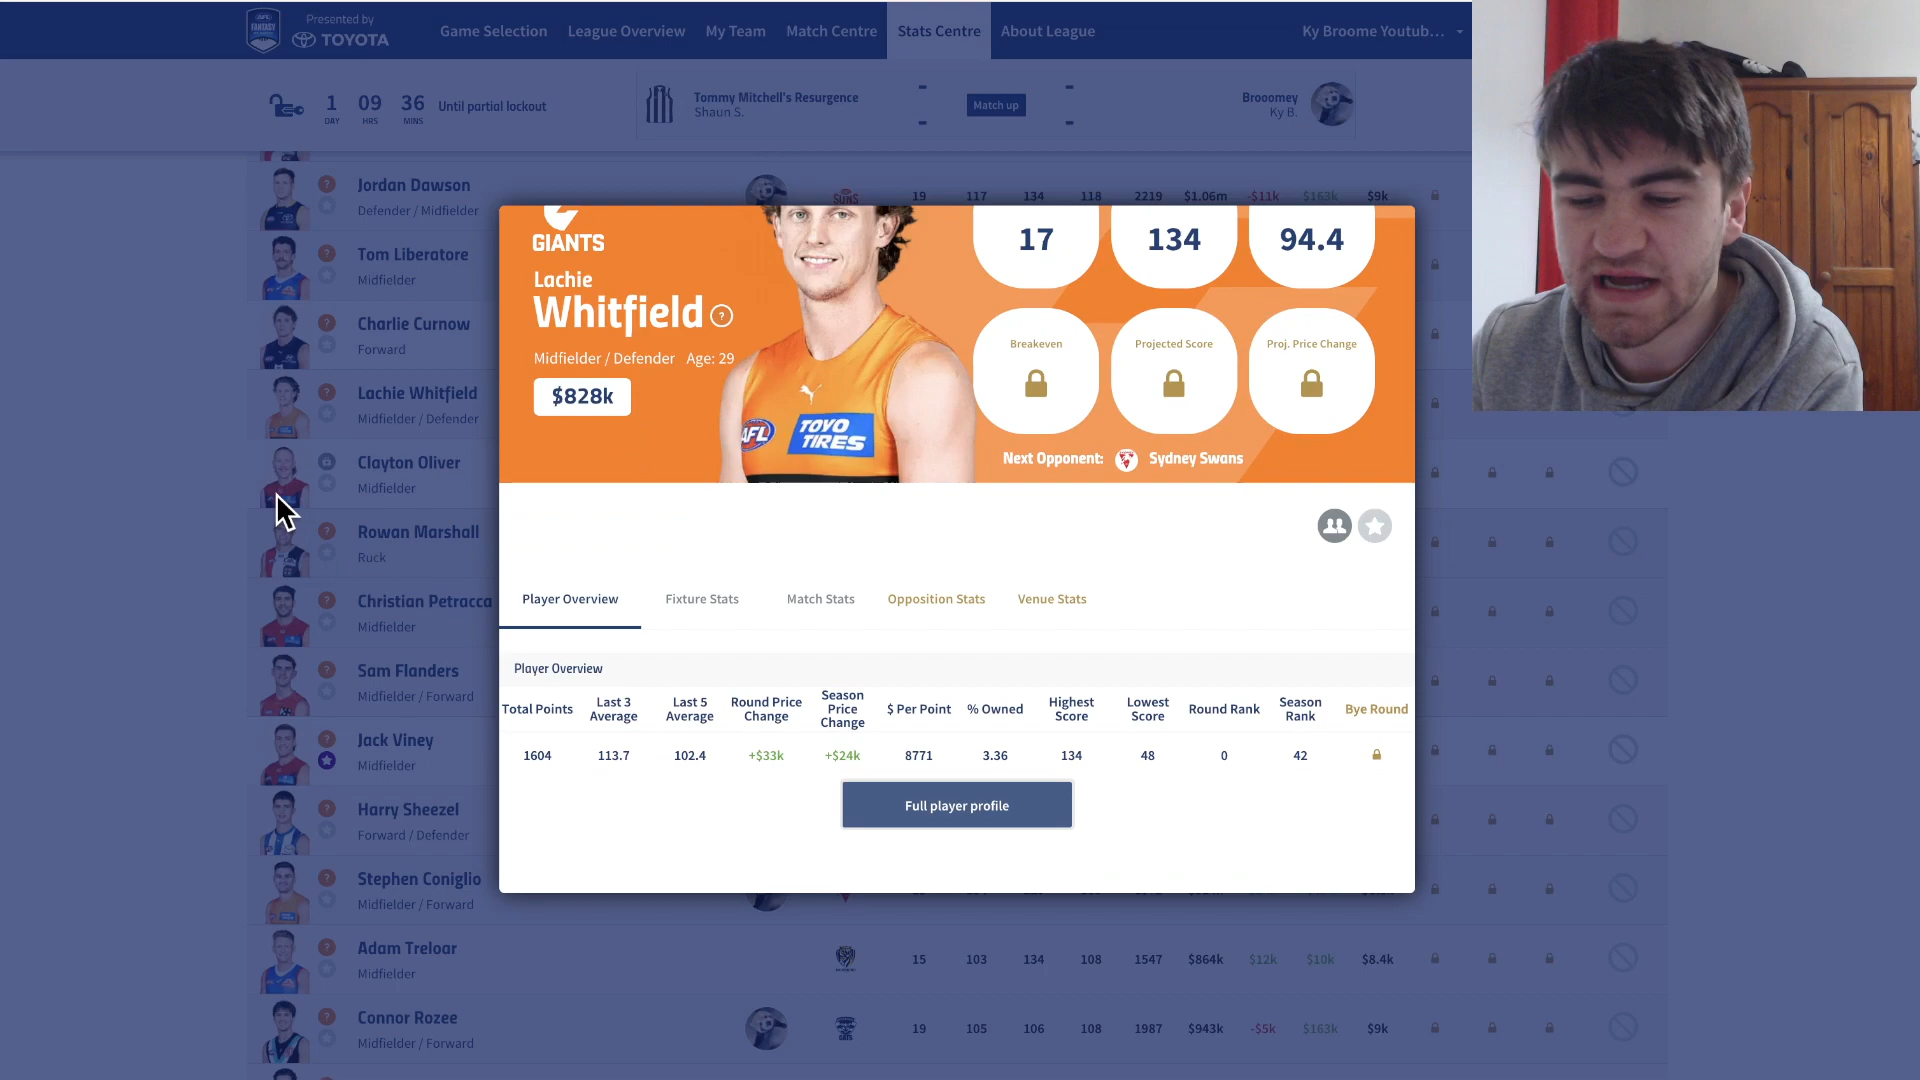 Presented by
TOYOTA
Game Selection
League Overview
My Team
Match Centre
Stats Centre
About League
Ky Broome Youtub...
1 09 36 Until partial lockout
DAY HRS MINS
Tommy Mitchell's Resurgence
Shaun S.
Match up
Brooomey
Ky B.
Jordan Dawson
Defender / Midfielder
SUNS
19 117 134 118 2219 $1.06m -$11k $163k $9k
Tom Liberatore
Midfielder
Charlie Curnow
Forward
Lachie Whitfield
Midfielder / Defender
Clayton Oliver
Midfielder
Rowan Marshall
Ruck
Christian Petracca
Midfielder
Sam Flanders
Midfielder / Forward
Jack Viney
Midfielder
Harry Sheezel
Forward / Defender
Stephen Coniglio
Midfielder / Forward
Adam Treloar
Midfielder
15 103 134 108 1547 $864k $12k $10k $8.4k
Connor Rozee
Midfielder / Forward
19 105 106 108 1987 $943k -$5k $163k $9k
GIANTS
Lachie
Whitfield ?
Midfielder / Defender Age: 29
$828k
AFL
TOYO
TIRES
17 134 94.4
Breakeven
Projected Score
Proj. Price Change
Next Opponent: Sydney Swans
Player Overview
Fixture Stats
Match Stats
Opposition Stats
Venue Stats
Player Overview
Total Points
Last 3 Average
Last 5 Average
Round Price Change
Season Price Change
$ Per Point
% Owned
Highest Score
Lowest Score
Round Rank
Season Rank
Bye Round
1604 113.7 102.4 +$33k +$24k 8771 3.36 134 48 0 42
Full player profile